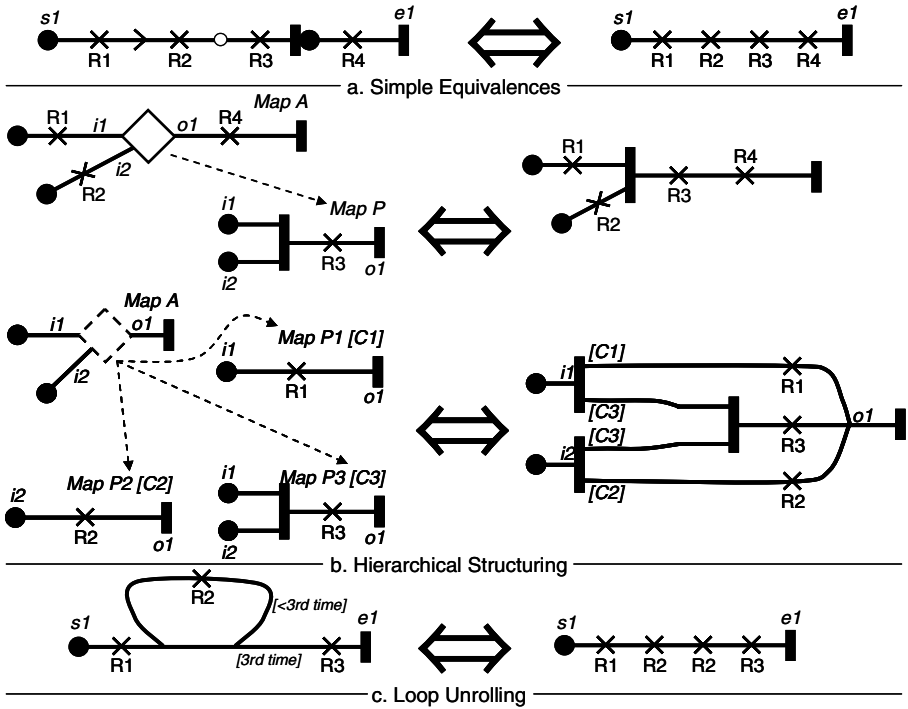 s1 e1 s1 e1
R1 R2 R3 R4 R1 R2 R3 R4
a. Simple Equivalences
Map A
R1 i1 o1 R4
i2
R2
Map P
i1
R3
i2 o1
R1
R4
R3
R2
Map A
i1 o1
i2
Map P1 [C1]
i1
R1 o1
Map P2 [C2]
i2
R2
o1
Map P3 [C3]
i1
R3
i2 o1
[C1]
i1 R1
[C3]
o1
[C3] R3
i2
[C2] R2
b. Hierarchical Structuring
R2
[<3rd time]
s1 e1
R1 [3rd time] R3
s1 e1
R1 R2 R2 R3
c. Loop Unrolling